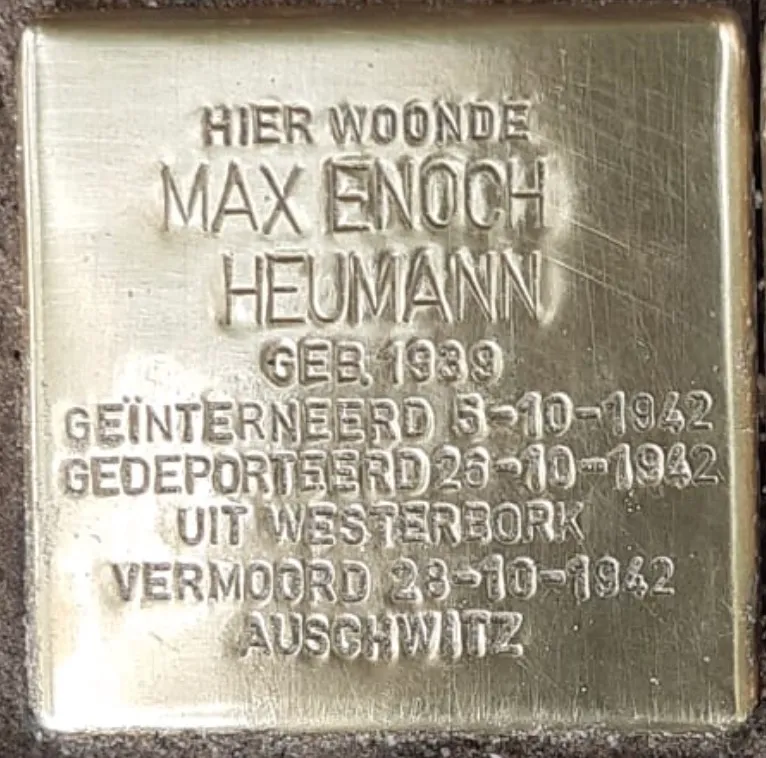 HIER WOONDE
MAX ENOCH
HEUMANN
GEB. 1939
GEÏNTERNEERD 5-10-1942
GEDEPORTEERD 26-10-1942
UIT WESTERBORK
VERMOORD 28-10-1942
AUSCHWITZ